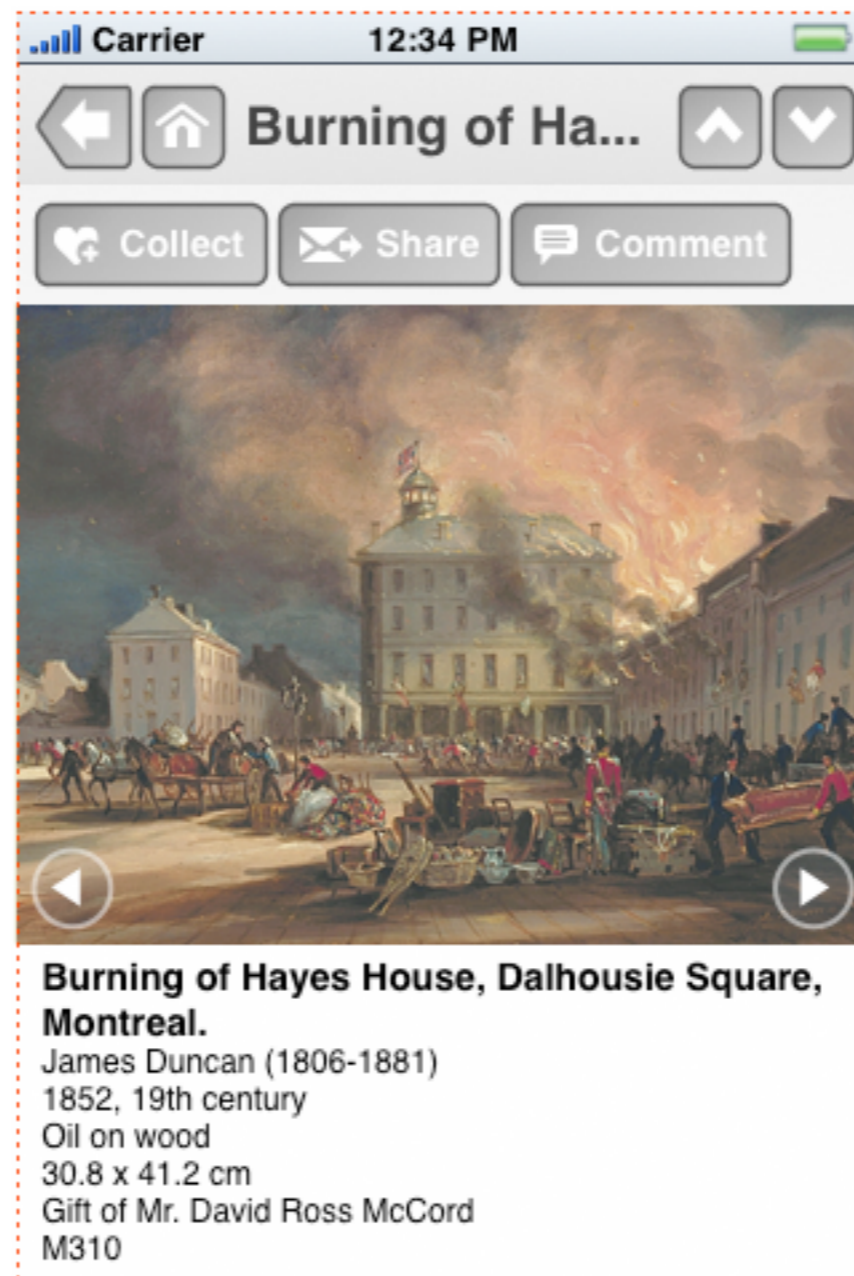 Carrier 12:34 PM
Burning of Ha...
Collect Share Comment
Burning of Hayes House, Dalhousie Square,
Montreal.
James Duncan (1806-1881)
1852, 19th century
Oil on wood
30.8 x 41.2 cm
Gift of Mr. David Ross McCord
M310